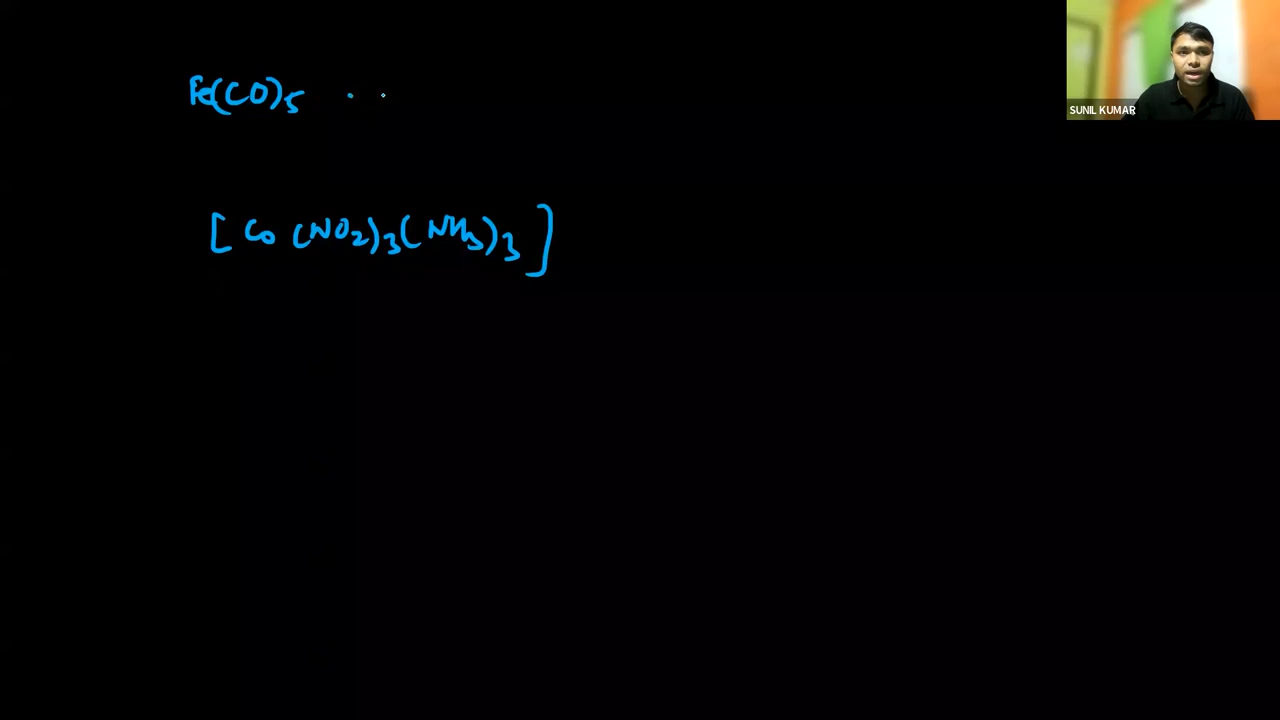 Fe(CO)5 . .
SUNIL KUMAR
[Co(NO2)3(NH3)3]